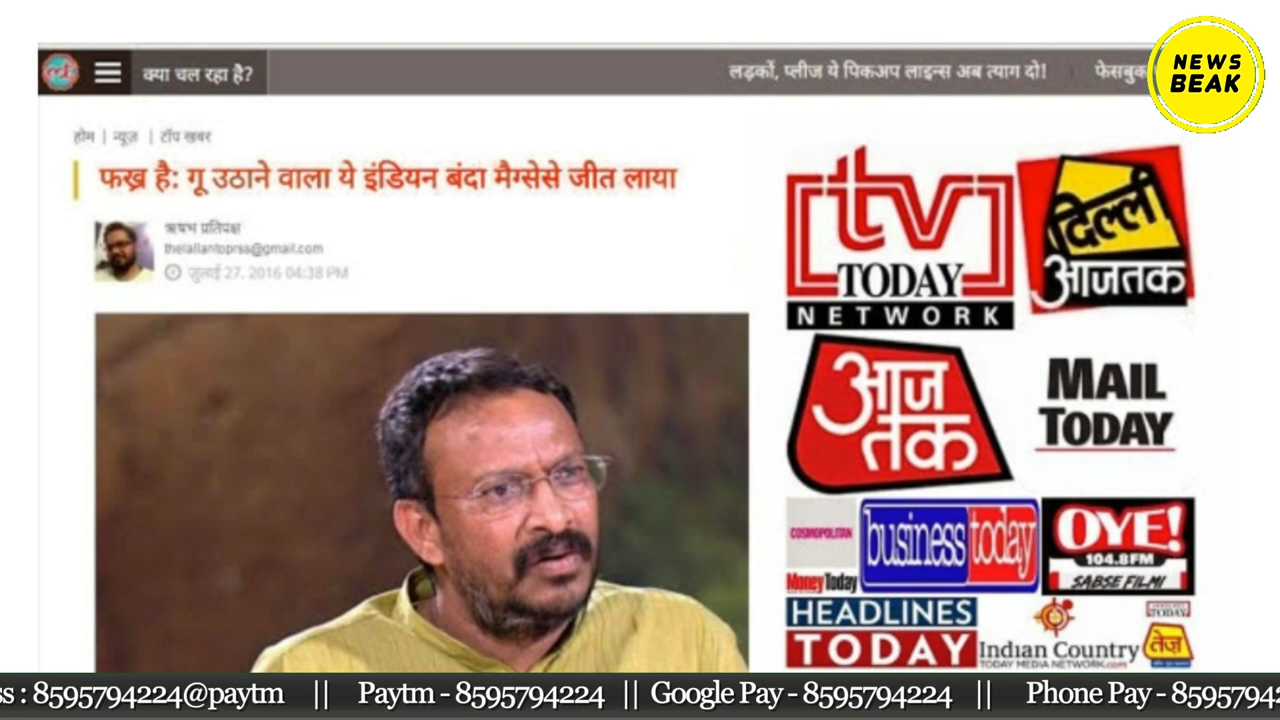 NEWS
BEAK
क्या चल रहा है?
लड़कों, प्लीज ये पिकअप लाइन्स अब त्याग दो!
फेसबुक
होम | न्यूज़ | टॉप खबर
फख्र है: गू उठाने वाला ये इंडियन बंदा मैग्सेसे जीत लाया
ऋषभ प्रतिपक्ष
thelallantoprss@gmail.com
जुलाई 27, 2016 04:38 PM
tv
TODAY
NETWORK
दिल्ली
आजतक
आज
तक
MAIL
TODAY
COSMOPOLITAN
MoneyToday
business today
OYE!
104.8FM
SABSE FILMI
HEADLINES
TODAY
INDIAN COUNTRY
TODAY MEDIA NETWORK.com
TODAY
तेज़
ss : 8595794224@paytm || Paytm - 8595794224 || Google Pay - 8595794224 || Phone Pay - 85957942